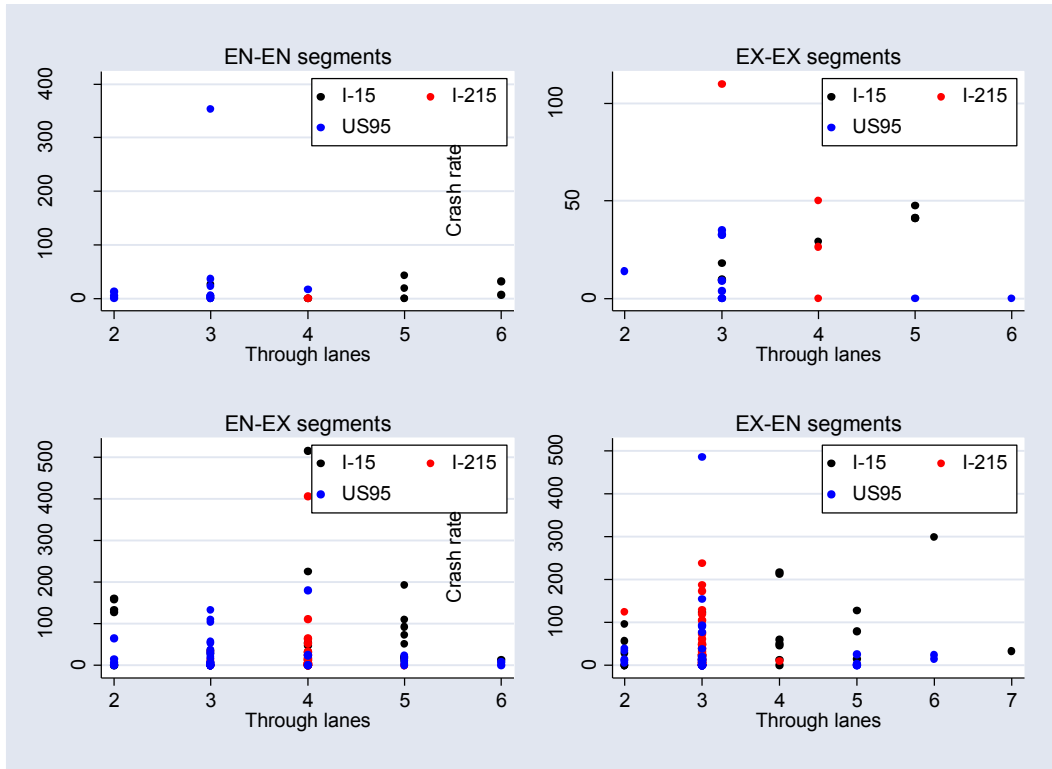 EN-EN segments
I-15 I-215
US95
0 100 200 300 400
2 3 4 5 6
Through lanes
EX-EX segments
I-15 I-215
US95
Crash rate
0 50 100
2 3 4 5 6
Through lanes
EN-EX segments
I-15 I-215
US95
0 100 200 300 400 500
2 3 4 5 6
Through lanes
EX-EN segments
I-15 I-215
US95
Crash rate
0 100 200 300 400 500
2 3 4 5 6 7
Through lanes